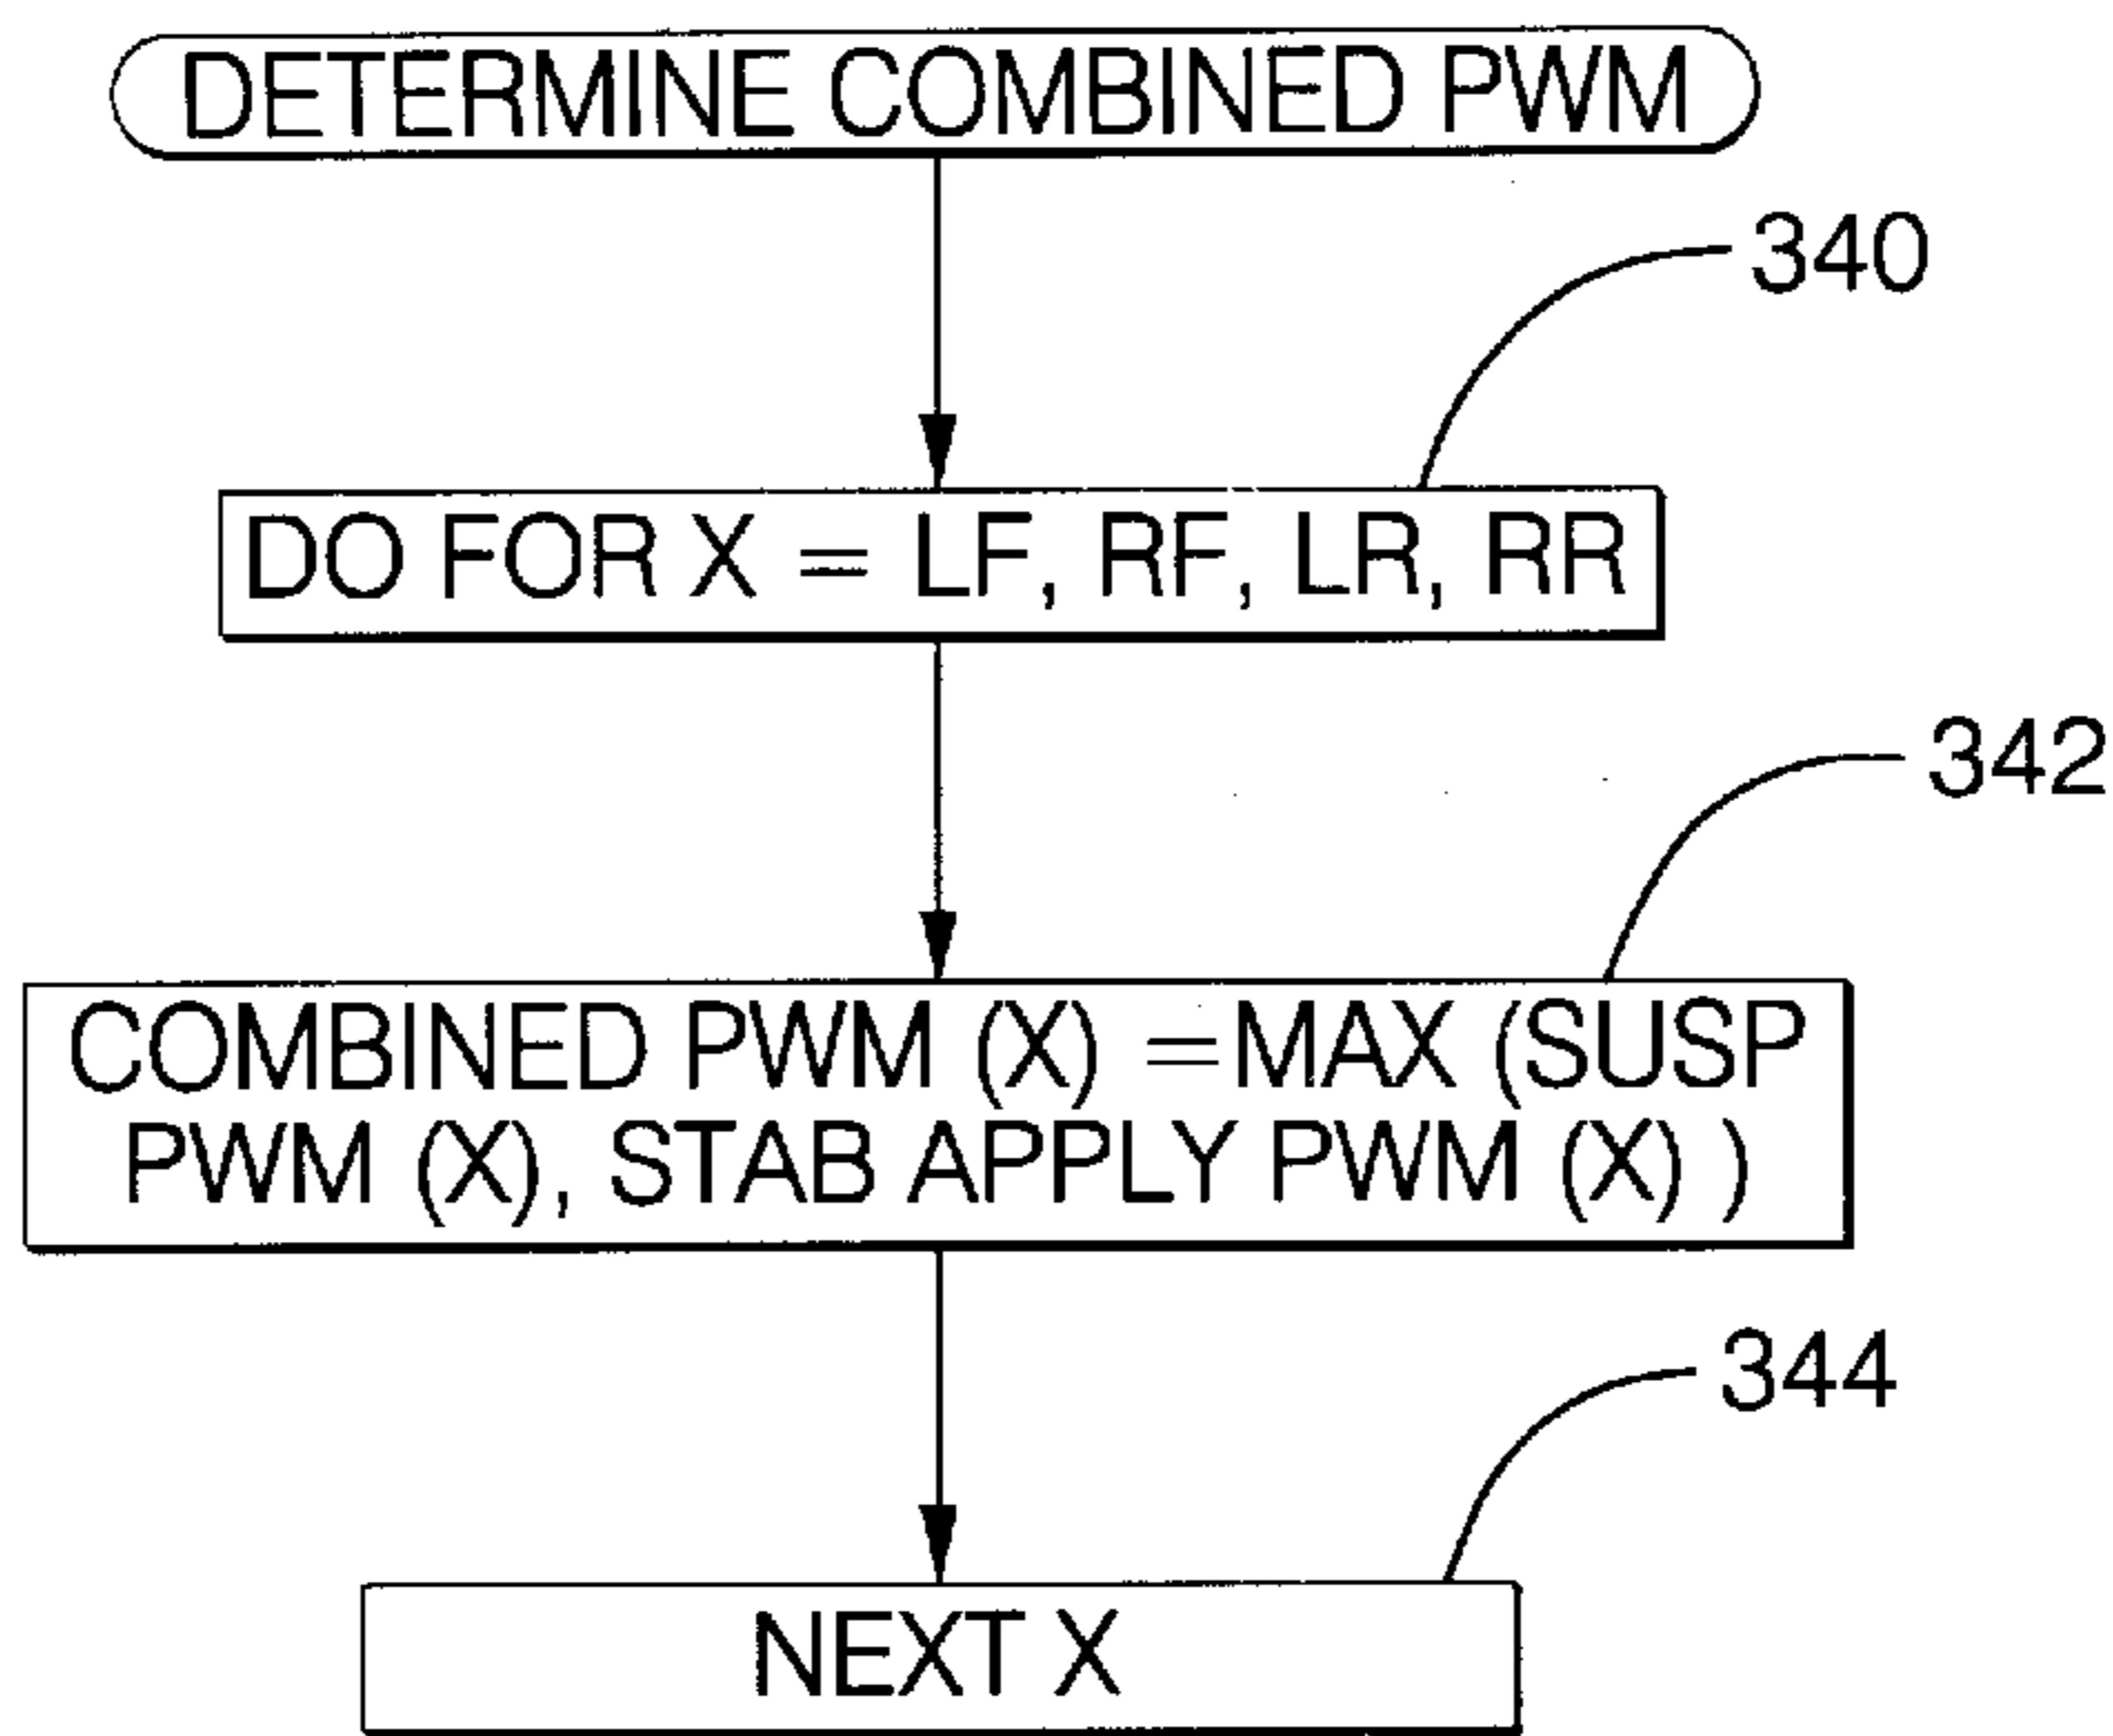 DETERMINE COMBINED PWM
340
DO FOR X = LF, RF, LR, RR
342
COMBINED PWM (X) =MAX (SUSP
PWM (X), STAB APPLY PWM (X) )
344
NEXT X